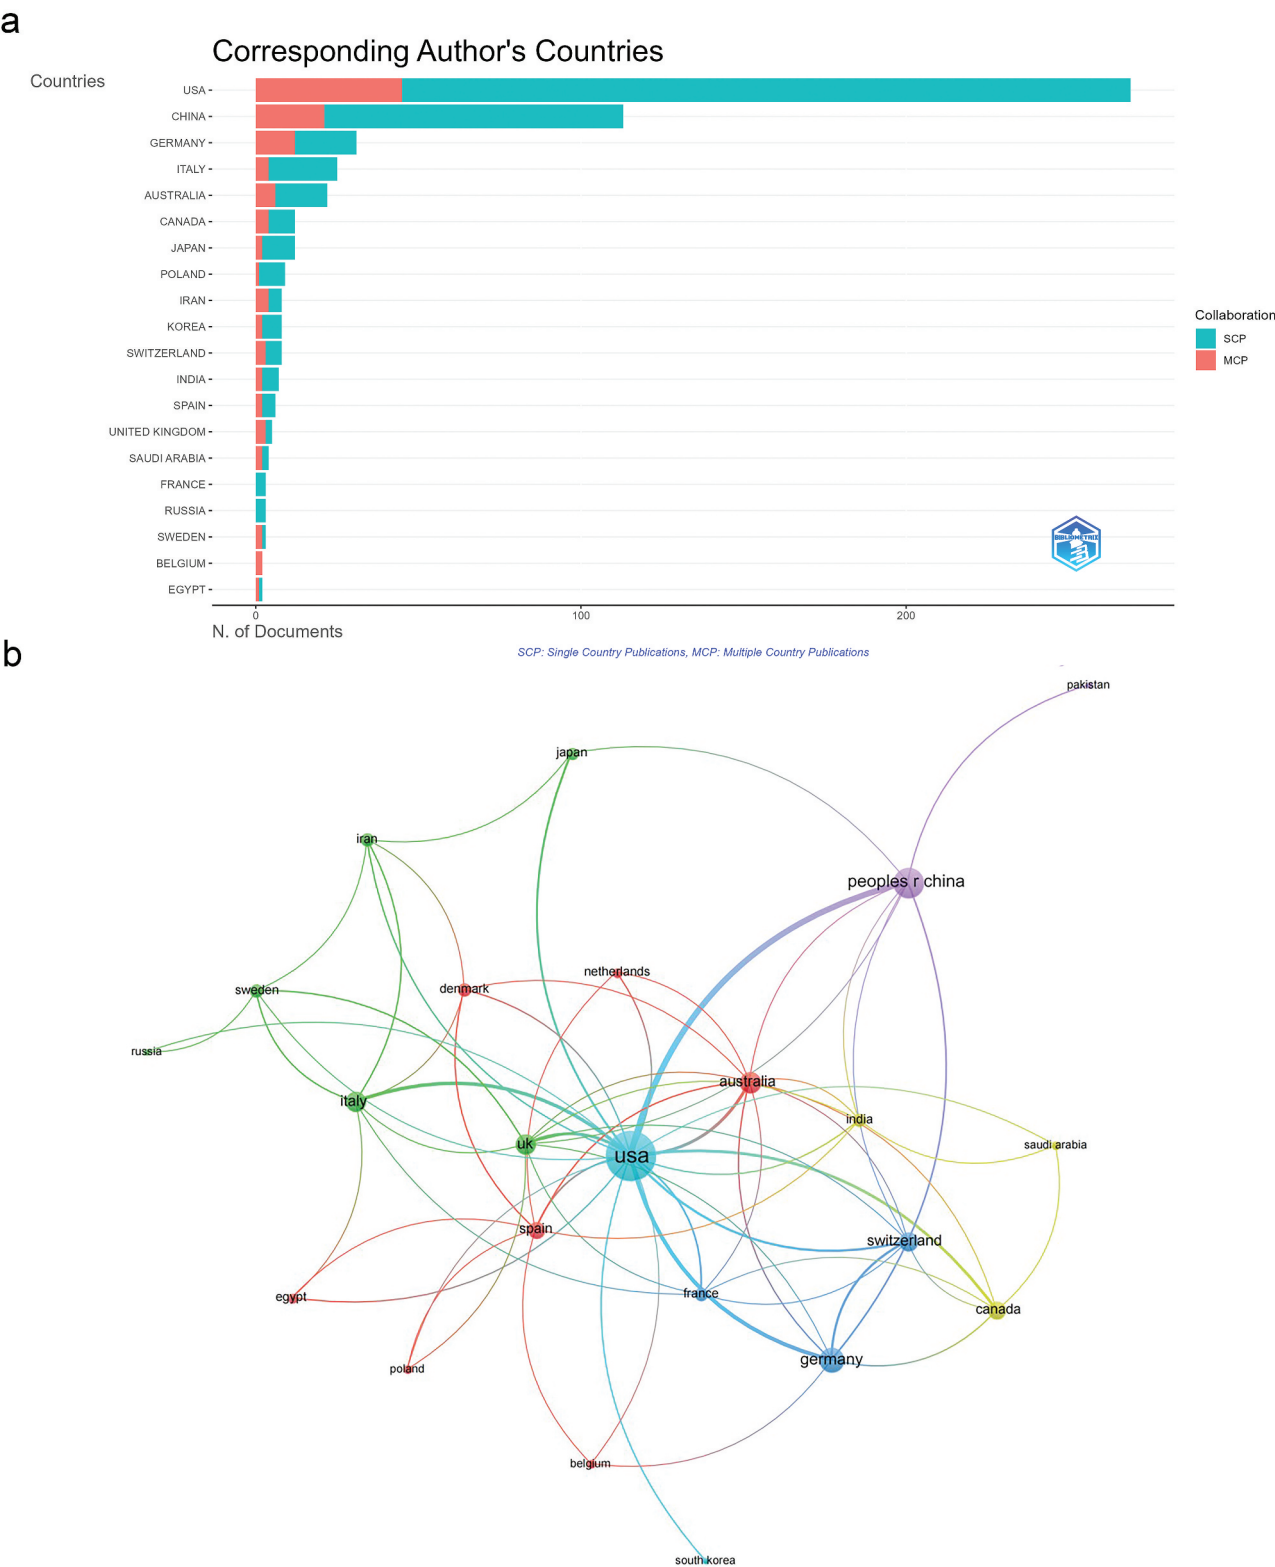 a
Corresponding Author's Countries
Countries
USA
CHINA
GERMANY
ITALY
AUSTRALIA
CANADA
JAPAN
POLAND
IRAN
KOREA
SWITZERLAND
INDIA
SPAIN
UNITED KINGDOM
SAUDI ARABIA
FRANCE
RUSSIA
SWEDEN
BELGIUM
EGYPT
Collaboration
SCP
MCP
BIBLIOMETRIX
0 100 200
N. of Documents
SCP: Single Country Publications, MCP: Multiple Country Publications
b
pakistan
japan
iran
peoples r china
netherlands
denmark
sweden
russia
australia
italy
india
uk
saudi arabia
usa
spain
switzerland
france
egypt
canada
germany
poland
belgium
south korea